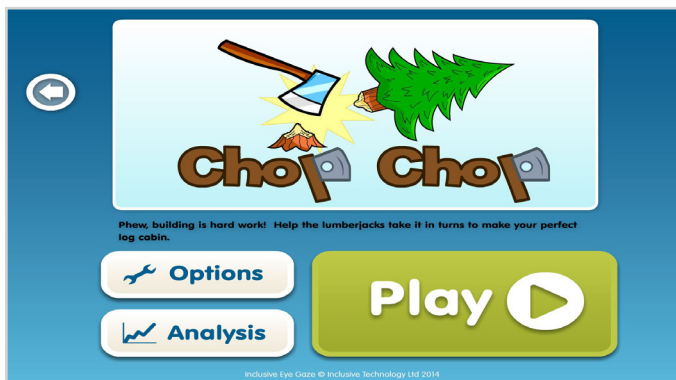 Chop Chop
Phew, building is hard work!  Help the lumberjacks take it in turns to make your perfect
log cabin.
Options
Play
Analysis
Inclusive Eye Gaze © Inclusive Technology Ltd 2014